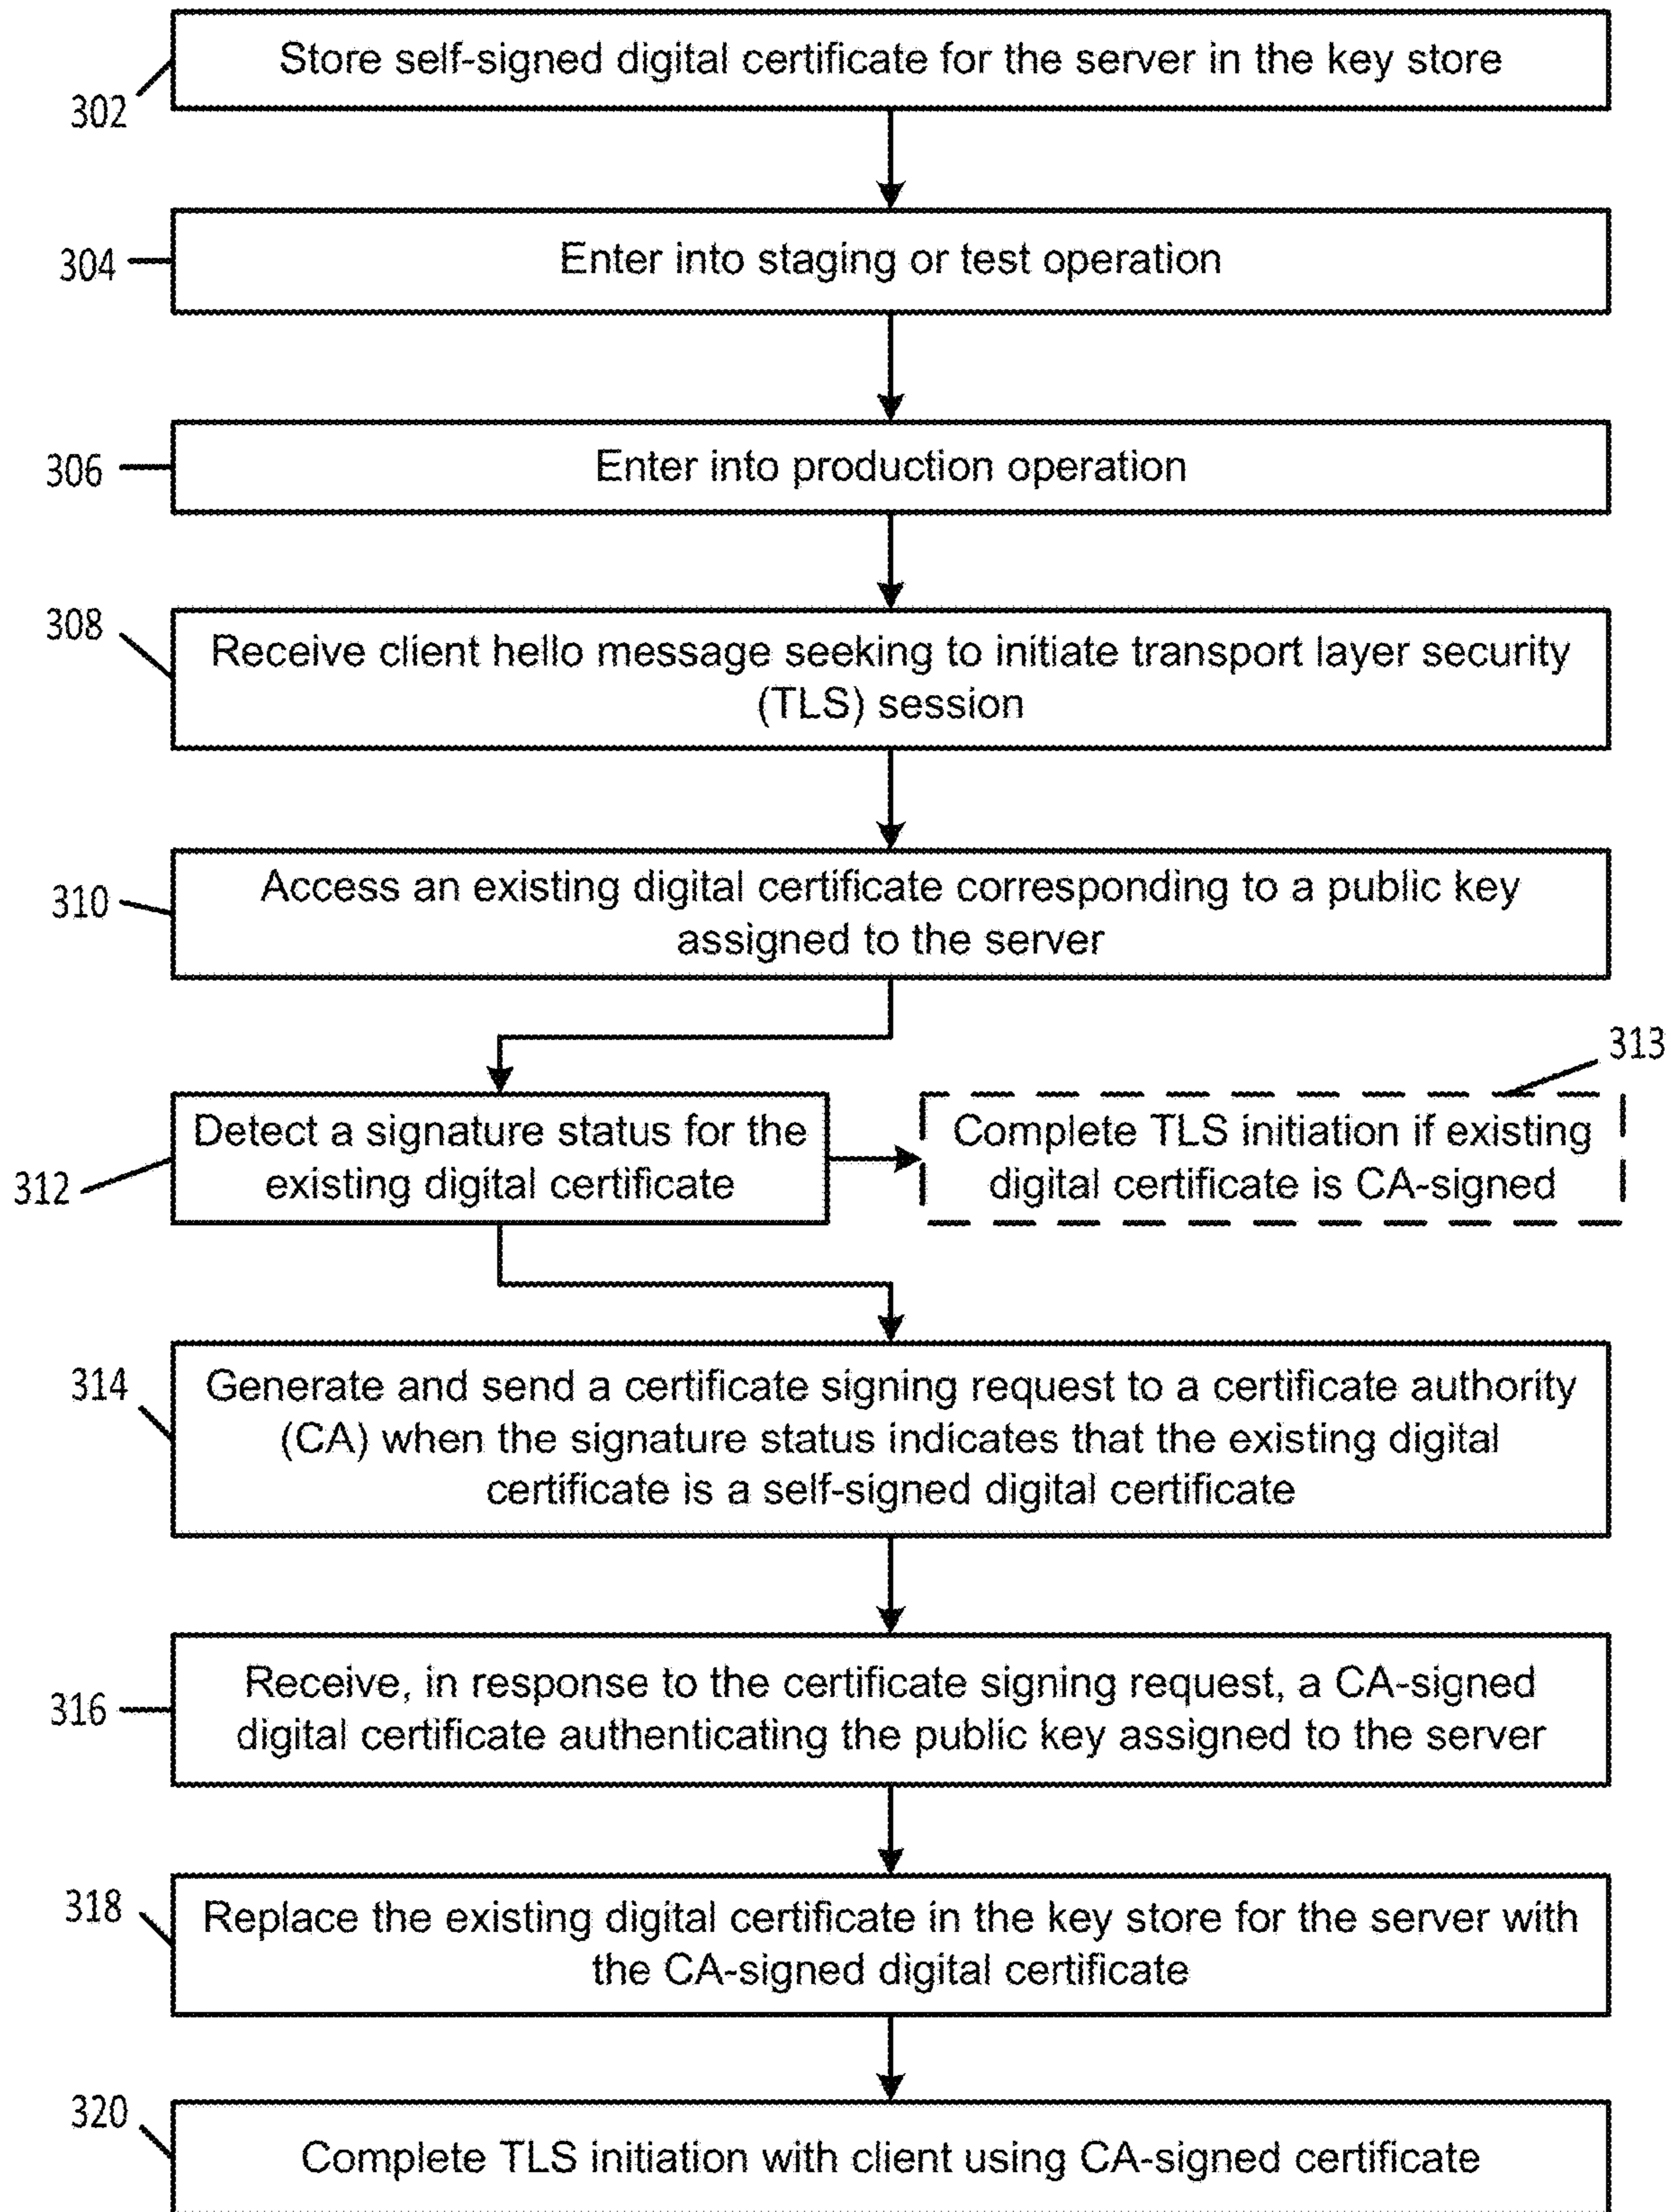 Store self-signed digital certificate for the server in the key store
302
304
Enter into staging or test operation
306
Enter into production operation
308
Receive client hello message seeking to initiate transport layer security
(TLS) session
310
Access an existing digital certificate corresponding to a public key
assigned to the server
313
312
Detect a signature status for the
existing digital certificate
Complete TLS initiation if existing
digital certificate is CA-signed
314
Generate and send a certificate signing request to a certificate authority
(CA) when the signature status indicates that the existing digital
certificate is a self-signed digital certificate
316
Receive, in response to the certificate signing request, a CA-signed
digital certificate authenticating the public key assigned to the server
318
Replace the existing digital certificate in the key store for the server with
the CA-signed digital certificate
320
Complete TLS initiation with client using CA-signed certificate